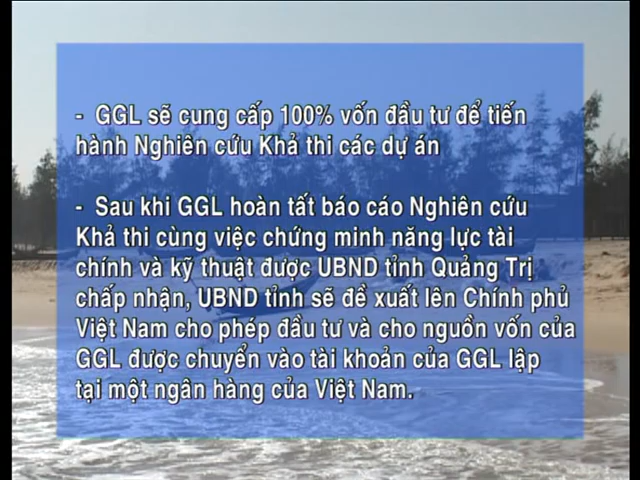 - GGL sẽ cung cấp 100% vốn đầu tư để tiến
hành Nghiên cứu Khả thi các dự án
- Sau khi GGL hoàn tất báo cáo Nghiên cứu
Khả thi cùng việc chứng minh năng lực tài
chính và kỹ thuật được UBND tỉnh Quảng Trị
chấp nhận, UBND tỉnh sẽ đề xuất lên Chính phủ
Việt Nam cho phép đầu tư và cho nguồn vốn của
GGL được chuyển vào tài khoản của GGL lập
tại một ngân hàng của Việt Nam.